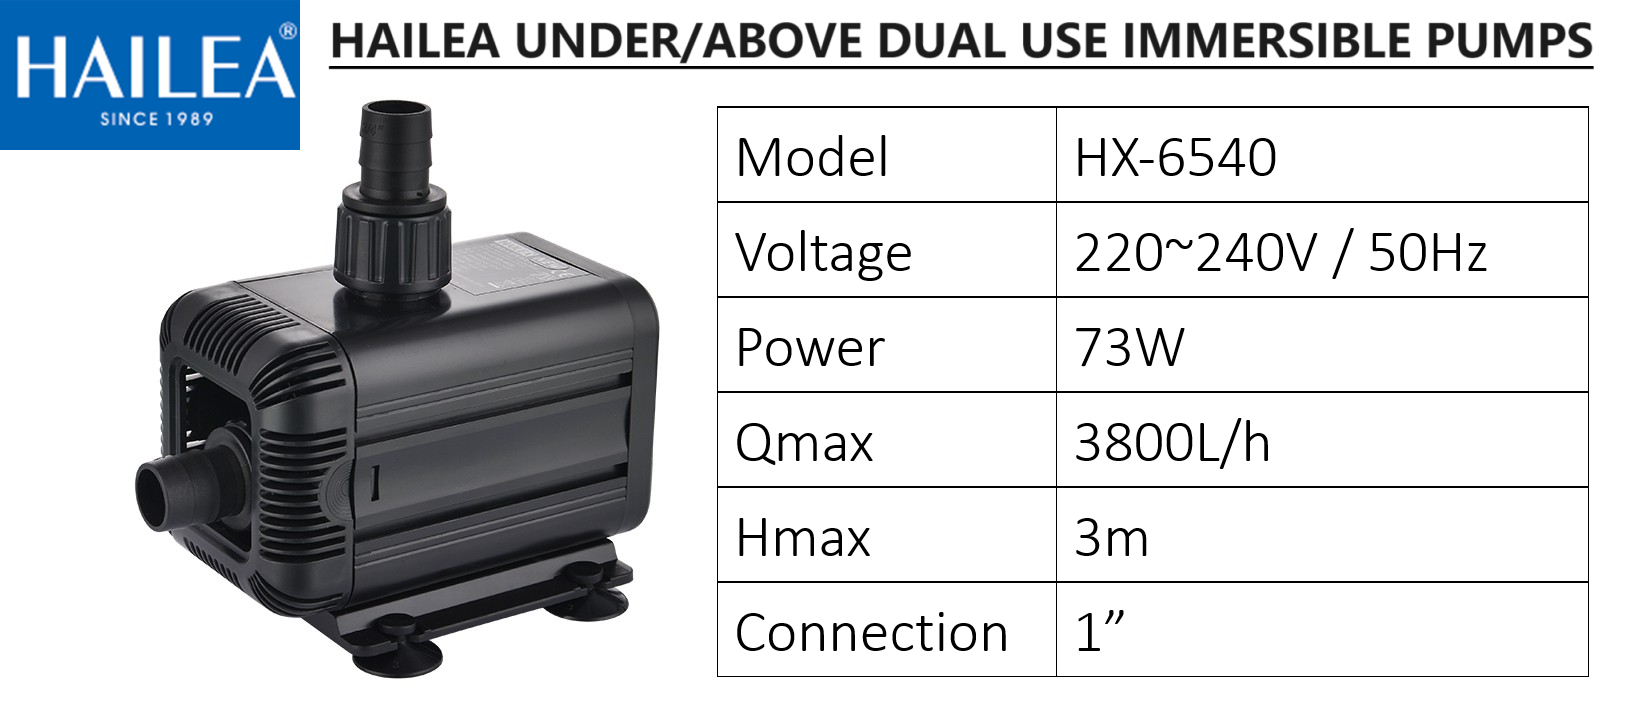 HAILEA®
SINCE 1989
HAILEA UNDER/ABOVE DUAL USE IMMERSIBLE PUMPS
Model HX-6540
Voltage 220~240V / 50Hz
Power 73W
Qmax 3800L/h
Hmax 3m
Connection 1”